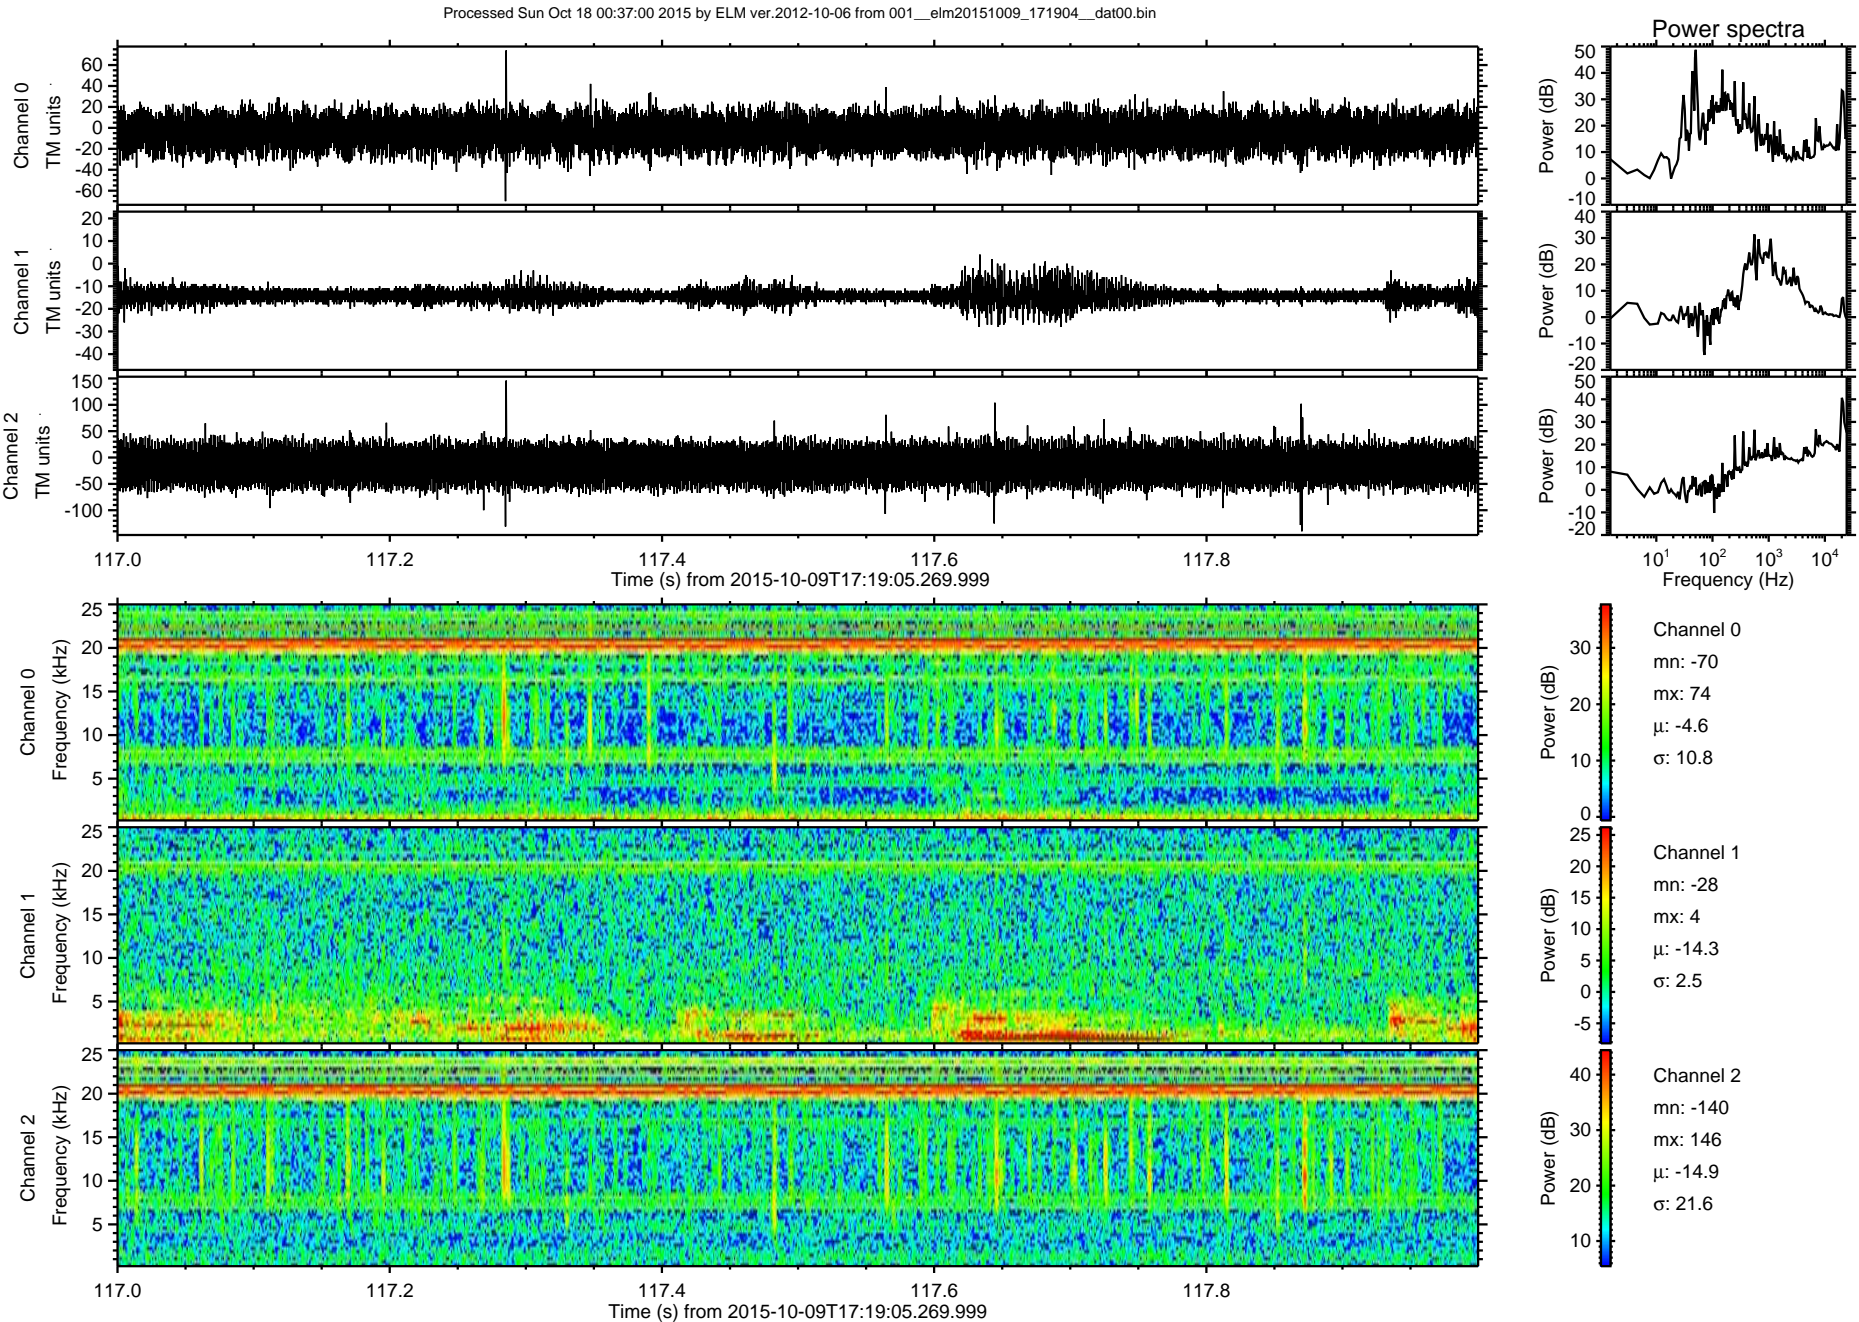 Processed Sun Oct 18 00:37:00 2015 by ELM ver.2012-10-06 from 001__elm20151009_171904__dat00.bin
Power spectra
Channel 0
TM units
60
40
20
0
-20
-40
-60
Power (dB)
50
40
30
20
10
0
-10
Channel 1
TM units
20
10
0
-10
-20
-30
-40
Power (dB)
40
30
20
10
0
-10
-20
Channel 2
TM units
150
100
50
0
-50
-100
Power (dB)
50
40
30
20
10
0
-10
-20
117.0 117.2 117.4 117.6 117.8
Time (s) from 2015-10-09T17:19:05.269.999
10¹ 10² 10³ 10⁴
Frequency (Hz)
Channel 0
Frequency (kHz)
25
20
15
10
5
Power (dB)
30
20
10
0
Channel 0
mn: -70
mx: 74
µ: -4.6
σ: 10.8
Channel 1
Frequency (kHz)
25
20
15
10
5
Power (dB)
25
20
15
10
5
0
-5
Channel 1
mn: -28
mx: 4
µ: -14.3
σ: 2.5
Channel 2
Frequency (kHz)
25
20
15
10
5
Power (dB)
40
30
20
10
Channel 2
mn: -140
mx: 146
µ: -14.9
σ: 21.6
117.0 117.2 117.4 117.6 117.8
Time (s) from 2015-10-09T17:19:05.269.999